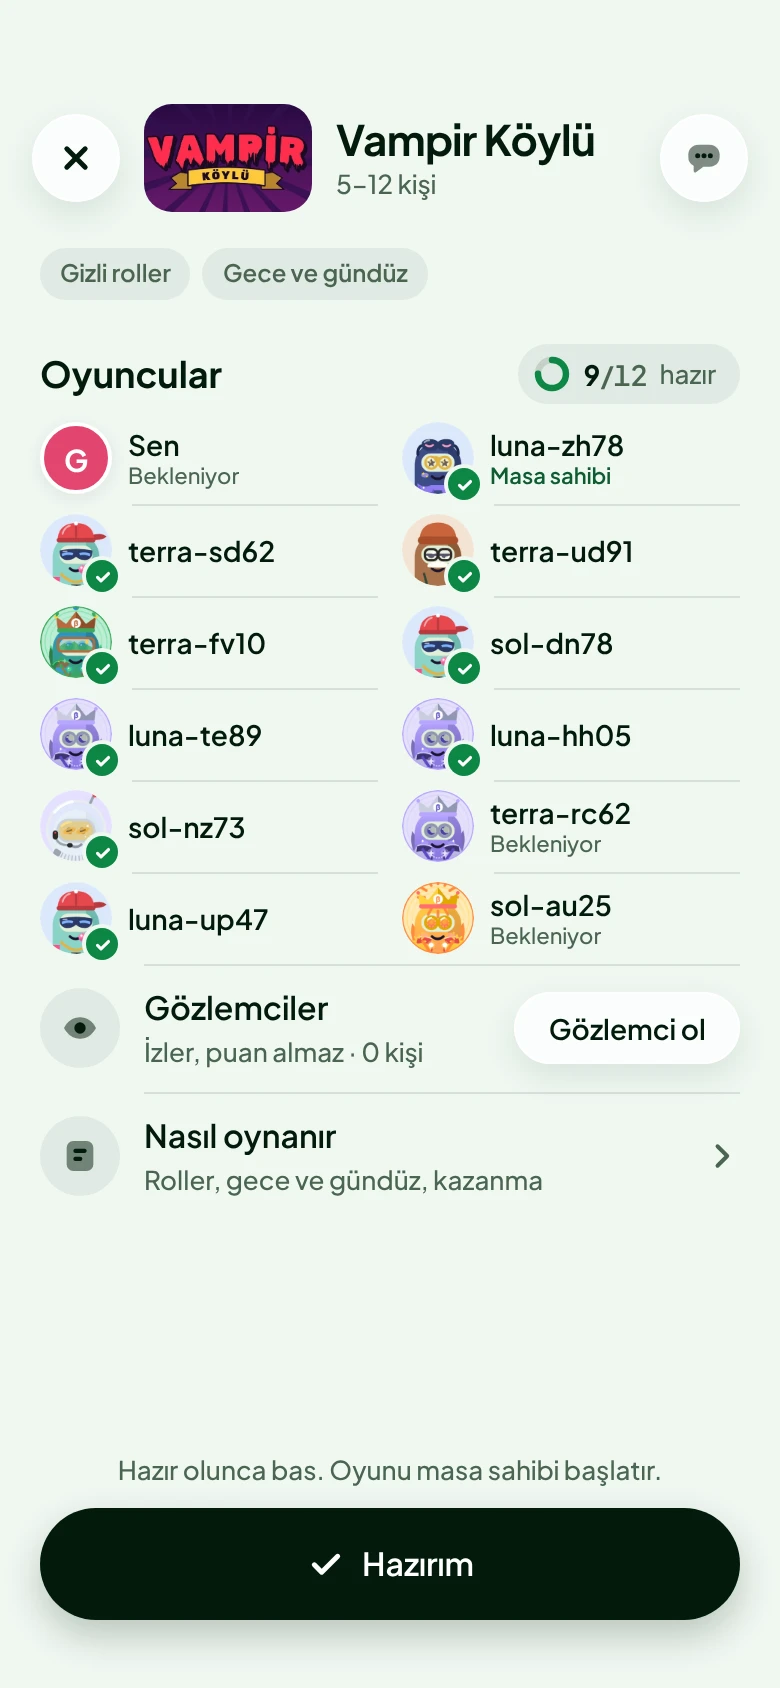 VAMPİR
KÖYLÜ
Vampir Köylü
5–12 kişi
Gizli roller
Gece ve gündüz
Oyuncular
9/12 hazır
G
Sen
Bekleniyor
luna-zh78
Masa sahibi
terra-sd62
terra-ud91
terra-fv10
sol-dn78
luna-te89
luna-hh05
sol-nz73
terra-rc62
Bekleniyor
luna-up47
sol-au25
Bekleniyor
Gözlemciler
İzler, puan almaz · 0 kişi
Gözlemci ol
Nasıl oynanır
Roller, gece ve gündüz, kazanma
Hazır olunca bas. Oyunu masa sahibi başlatır.
Hazırım